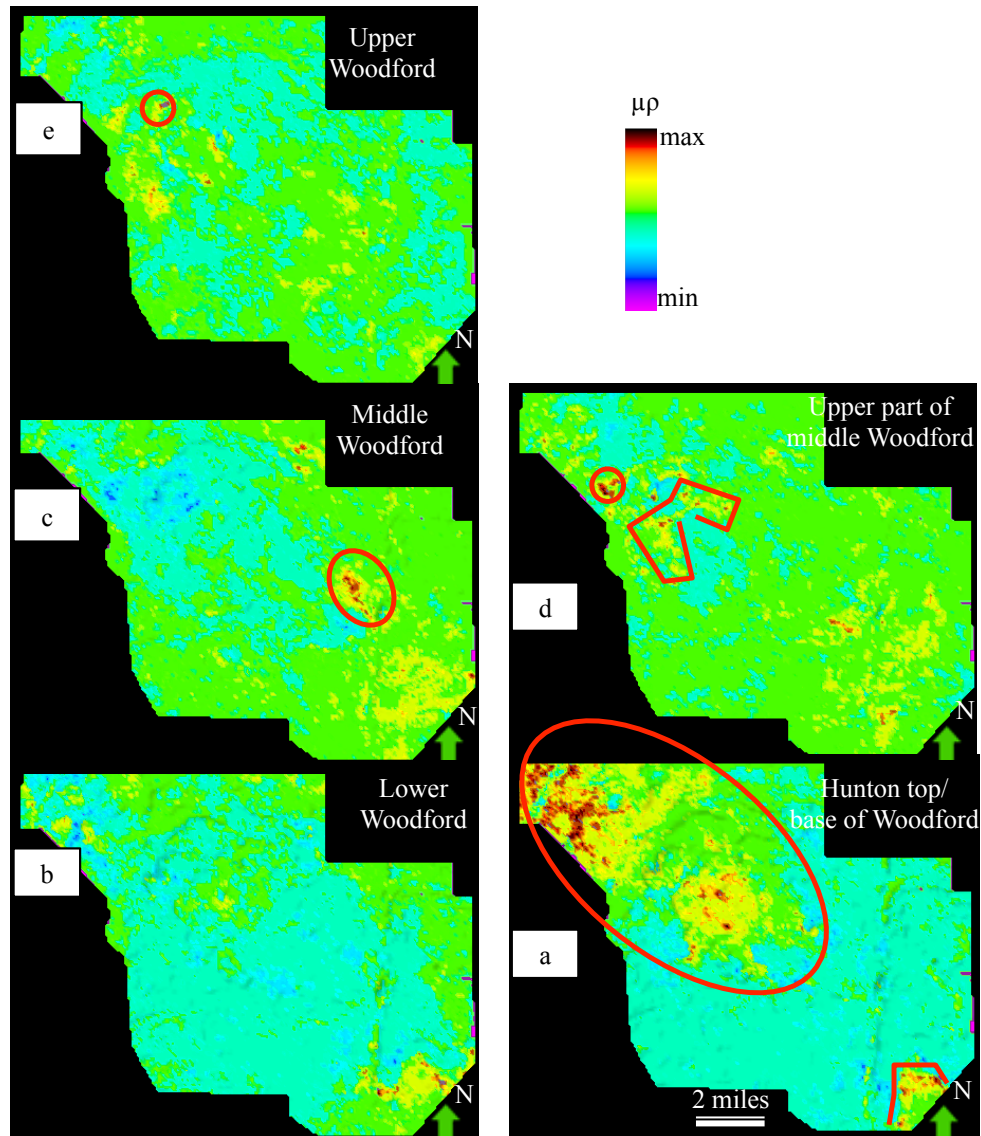 Upper
Woodford
e
N
µρ
max
min
Middle
Woodford
c
N
Upper part of
middle Woodford
d
N
Lower
Woodford
b
N
Hunton top/
base of Woodford
a
N
2 miles